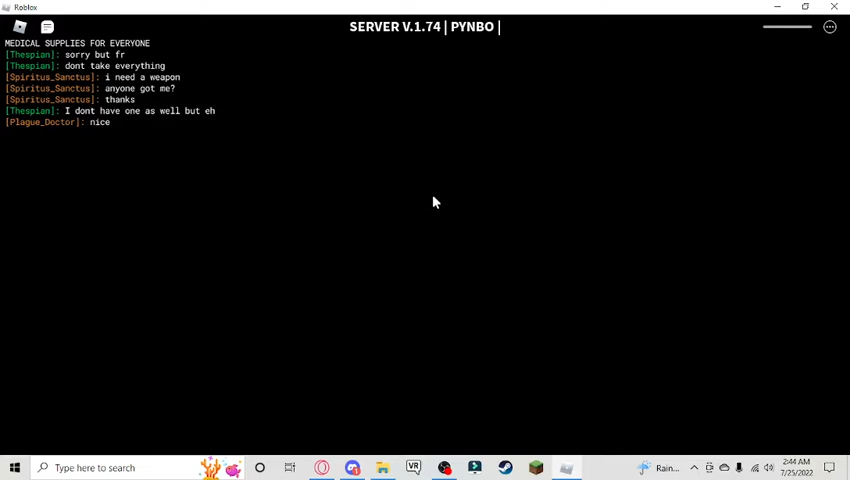 Roblox
SERVER V.1.74 | PYNBO |
MEDICAL SUPPLIES FOR EVERYONE
[Thespian]: sorry but fr
[Thespian]: dont take everything
[Spiritus_Sanctus]: i need a weapon
[Spiritus_Sanctus]: anyone got me?
[Spiritus_Sanctus]: thanks
[Thespian]: I dont have one as well but eh
[Plague_Doctor]: nice
Type here to search
VR
1
Rain...
2:44 AM
7/25/2022